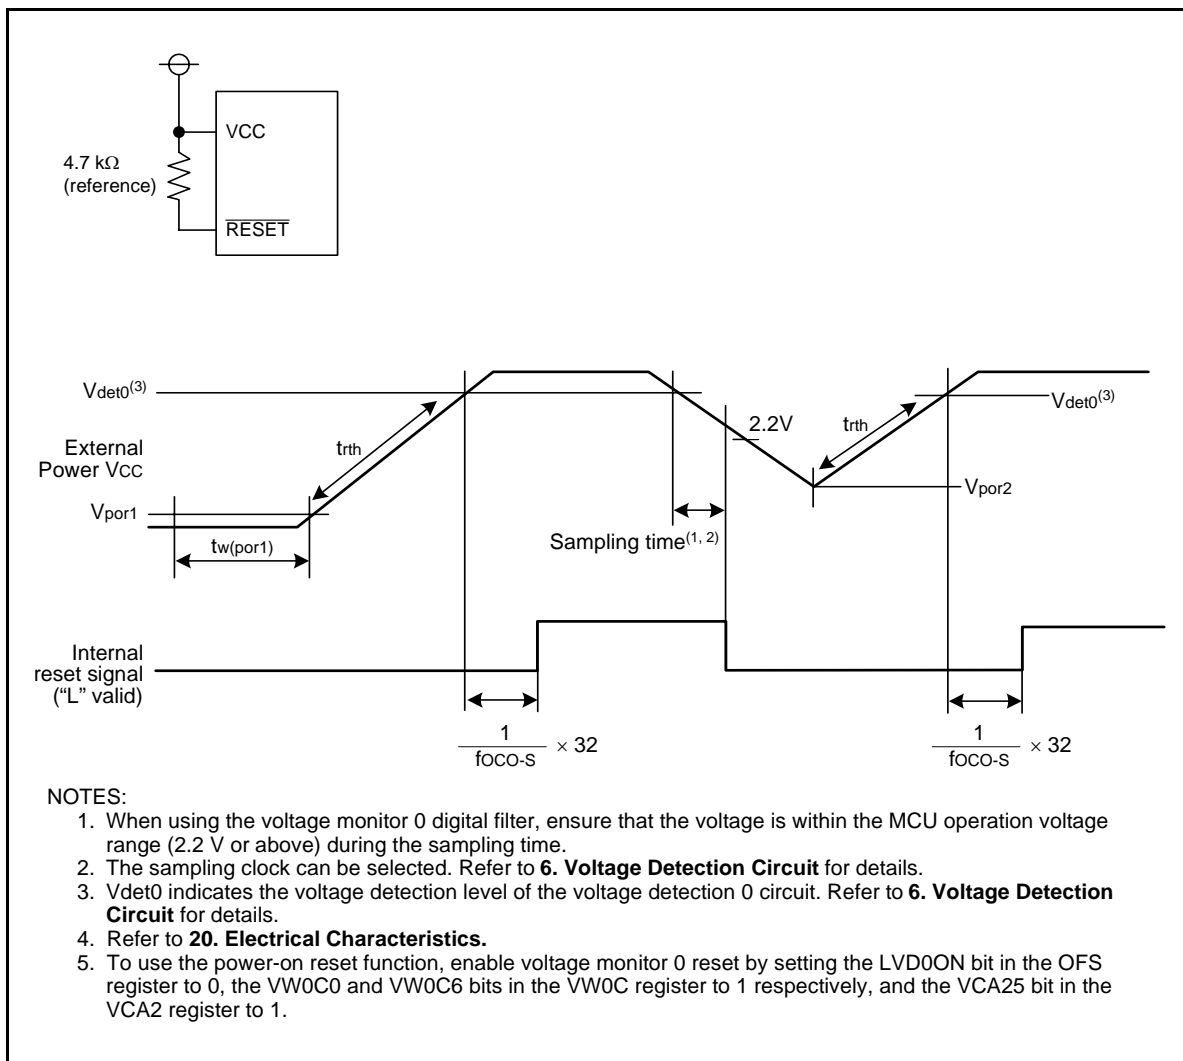 VCC
4.7 kΩ
(reference)
RESET
Vdet0(3)
2.2V
Vdet0(3)
trth
trth
External
Power VCC
Vpor2
Vpor1
Sampling time(1, 2)
tw(por1)
Internal
reset signal
(“L” valid)
1
fOCO-S
× 32
1
fOCO-S
× 32
NOTES:
1. When using the voltage monitor 0 digital filter, ensure that the voltage is within the MCU operation voltage
range (2.2 V or above) during the sampling time.
2. The sampling clock can be selected. Refer to 6. Voltage Detection Circuit for details.
3. Vdet0 indicates the voltage detection level of the voltage detection 0 circuit. Refer to 6. Voltage Detection
Circuit for details.
4. Refer to 20. Electrical Characteristics.
5. To use the power-on reset function, enable voltage monitor 0 reset by setting the LVD0ON bit in the OFS
register to 0, the VW0C0 and VW0C6 bits in the VW0C register to 1 respectively, and the VCA25 bit in the
VCA2 register to 1.